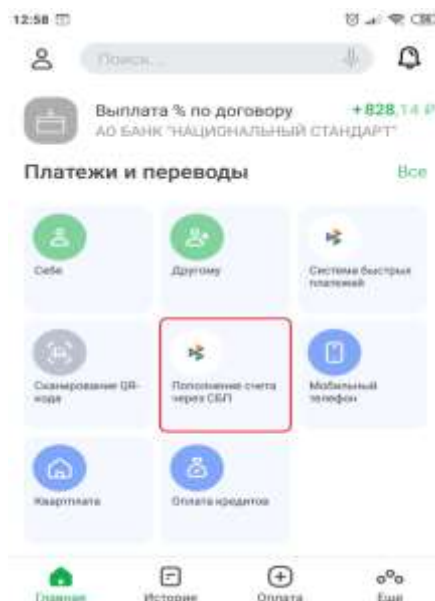 12:58
Поиск...
Выплата % по договору +828,14 ₽
АО БАНК "НАЦИОНАЛЬНЫЙ СТАНДАРТ"
Платежи и переводы Все
Себе
Другому
Система быстрых
платежей
Сканирование QR-
кода
Пополнение счета
через СБП
Мобильный
телефон
Квартплата
Оплата кредитов
Главная История Оплата Еще